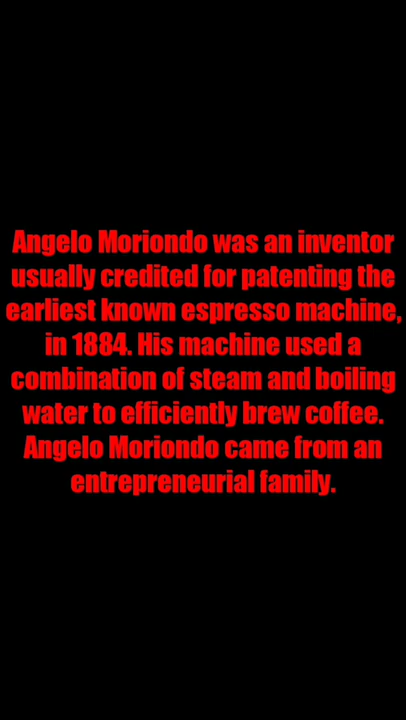 Angelo Moriondo was an inventor
usually credited for patenting the
earliest known espresso machine,
in 1884. His machine used a
combination of steam and boiling
water to efficiently brew coffee.
Angelo Moriondo came from an
entrepreneurial family.